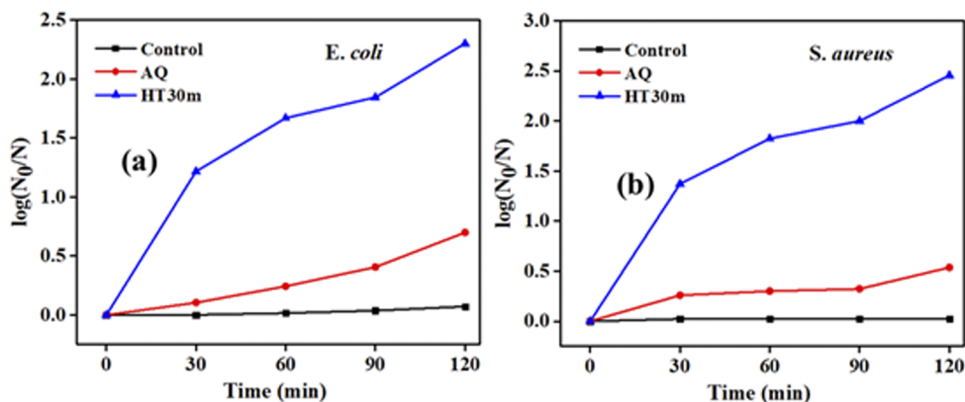 2.5
2.0
1.5
1.0
0.5
0.0
log(N0/N)
Control
AQ
HT30m
E. coli
(a)
0 30 60 90 120
Time (min)
3.0
2.5
2.0
1.5
1.0
0.5
0.0
log(N0/N)
Control
AQ
HT30m
S. aureus
(b)
0 30 60 90 120
Time (min)